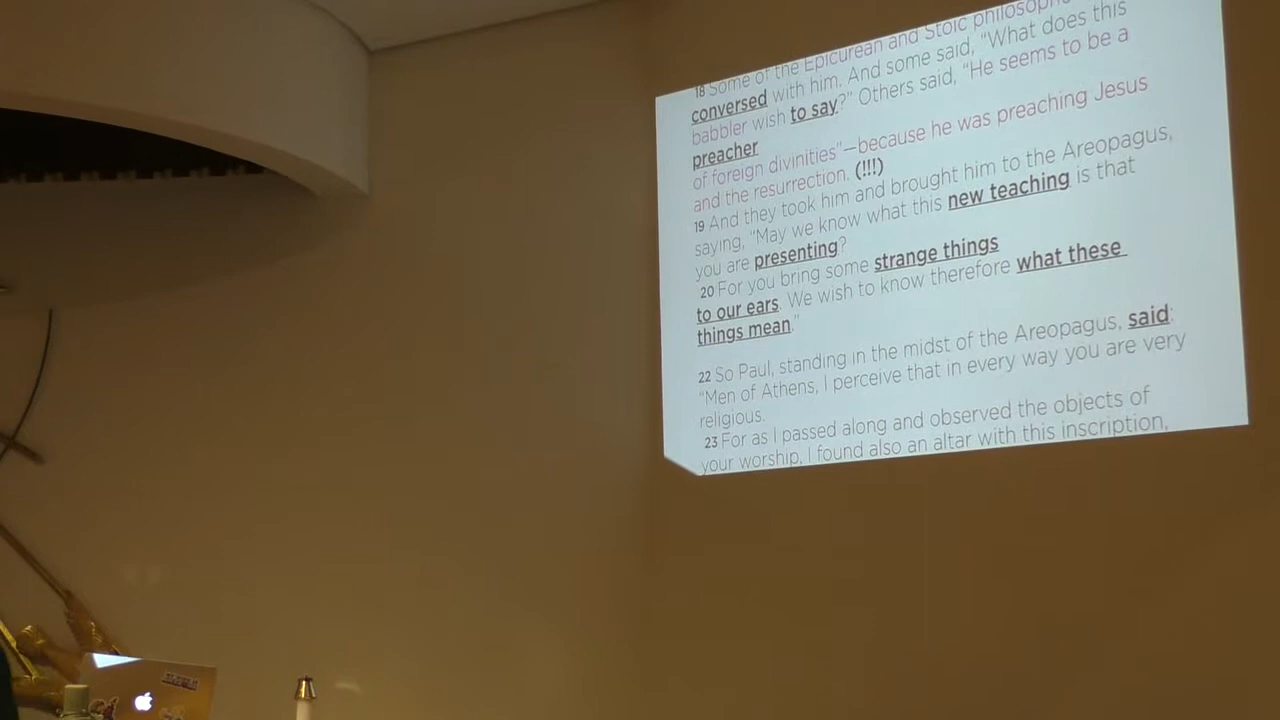 18 Some of the Epicurean and Stoic philosoph
conversed with him. And some said, “What does this
babbler wish to say?” Others said, “He seems to be a
preacher
of foreign divinities”—because he was preaching Jesus
and the resurrection. (!!!)
19 And they took him and brought him to the Areopagus,
saying, “May we know what this new teaching is that
you are presenting?
20 For you bring some strange things
to our ears. We wish to know therefore what these
things mean.”
22 So Paul, standing in the midst of the Areopagus, said:
“Men of Athens, I perceive that in every way you are very
religious.
23 For as I passed along and observed the objects of
your worship, I found also an altar with this inscription,